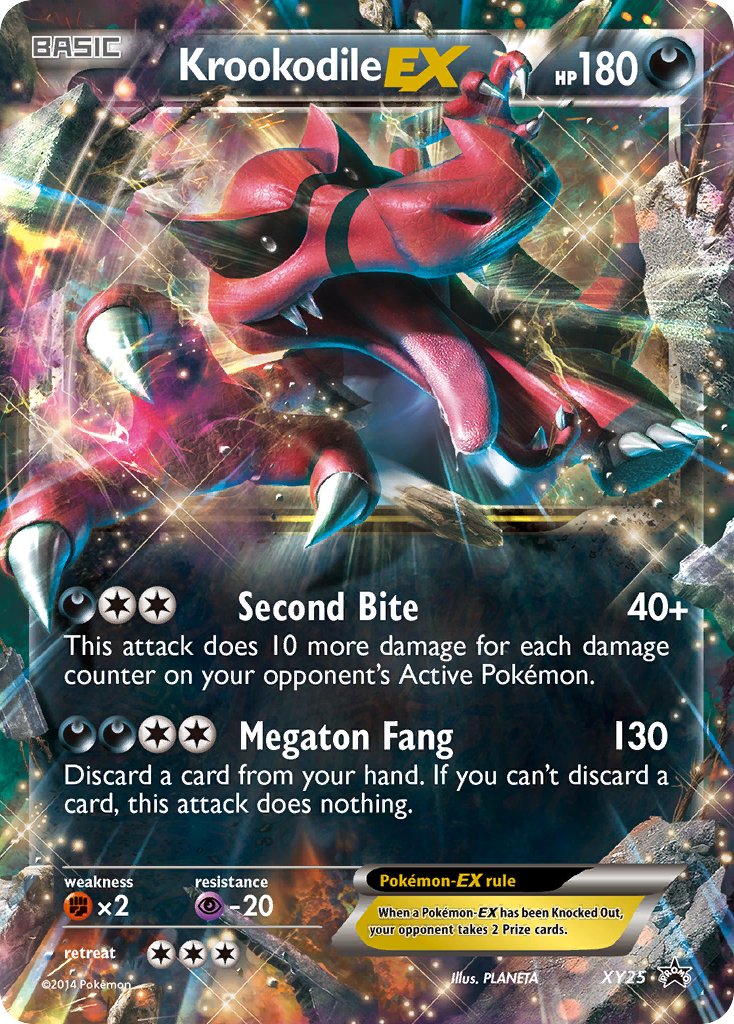 BASIC
Krookodile EX HP180
Second Bite 40+
This attack does 10 more damage for each damage
counter on your opponent's Active Pokémon.
Megaton Fang 130
Discard a card from your hand. If you can't discard a
card, this attack does nothing.
weakness resistance
×2 -20
Pokémon-EX rule
When a Pokémon-EX has been Knocked Out,
your opponent takes 2 Prize cards.
retreat
©2014 Pokémon Illus. PLANETA XY25 PROMO